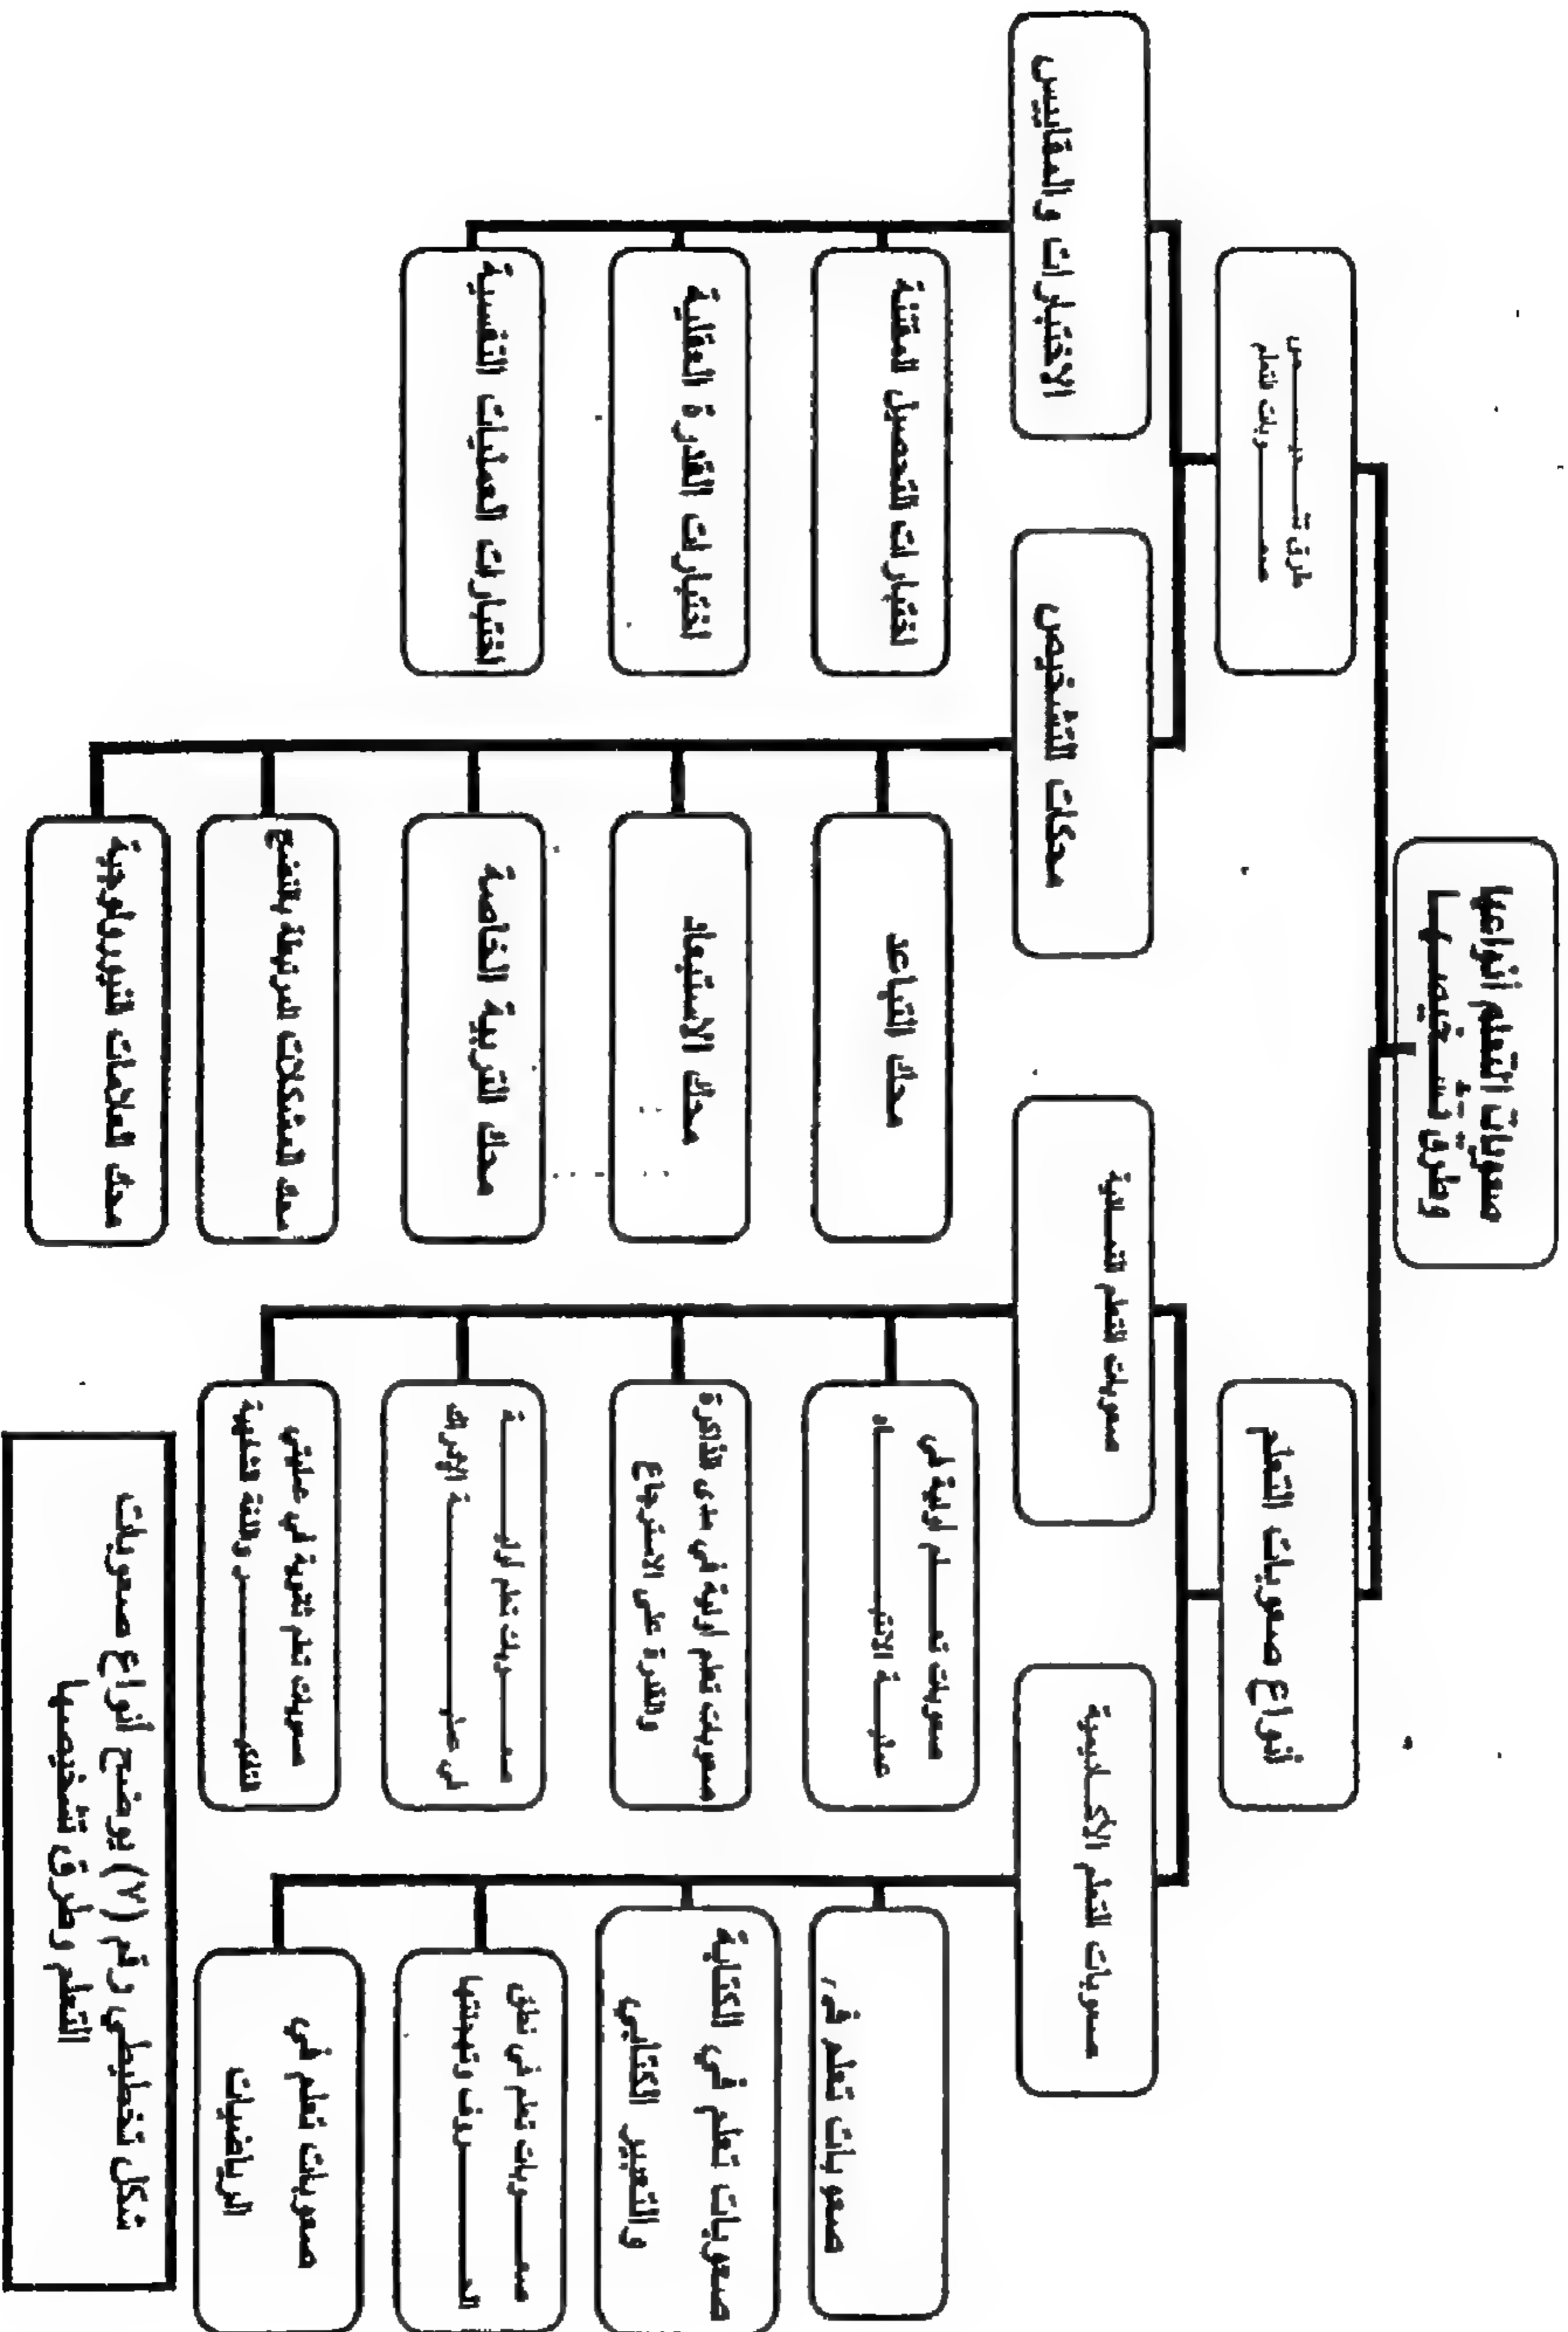 صعوبات التعلم أنواعها
وطرق تشخيصها
أنواع صعوبات التعلم
صعوبات التعلم الأكاديمية
صعوبات تعلم في
صعوبات تعلم في الكتابة
والتعبير الكتابي
صعوبات تعلم في نطق
الحروف وتهجئتها
صعوبات تعلم في
الرياضيات
صعوبات التعلم النمائية
صعوبات تعلم أولية في
عملية الانتباه
صعوبات تعلم أولية في مدى الذاكرة
والقدرة على الاسترجاع
صعوبات تعلم أولية
في عملية الإدراك
صعوبات تعلم ثانوية في عمليتي
التفكير واللغة الشفهية
طرق تشخيص
صعوبات التعلم
محكات التشخيص
محك التباعد
محك الاستبعاد
محك التربية الخاصة
محك المشكلات المرتبطة بالنضج
محك العلامات النيورولوجية
الاختبارات والمقاييس
اختبارات التحصيل المقننة
اختبارات القدرة العقلية
اختبارات العمليات النفسية
شكل تخطيطي رقم (٧) يوضح أنواع صعوبات
التعلم وطرق تشخيصها